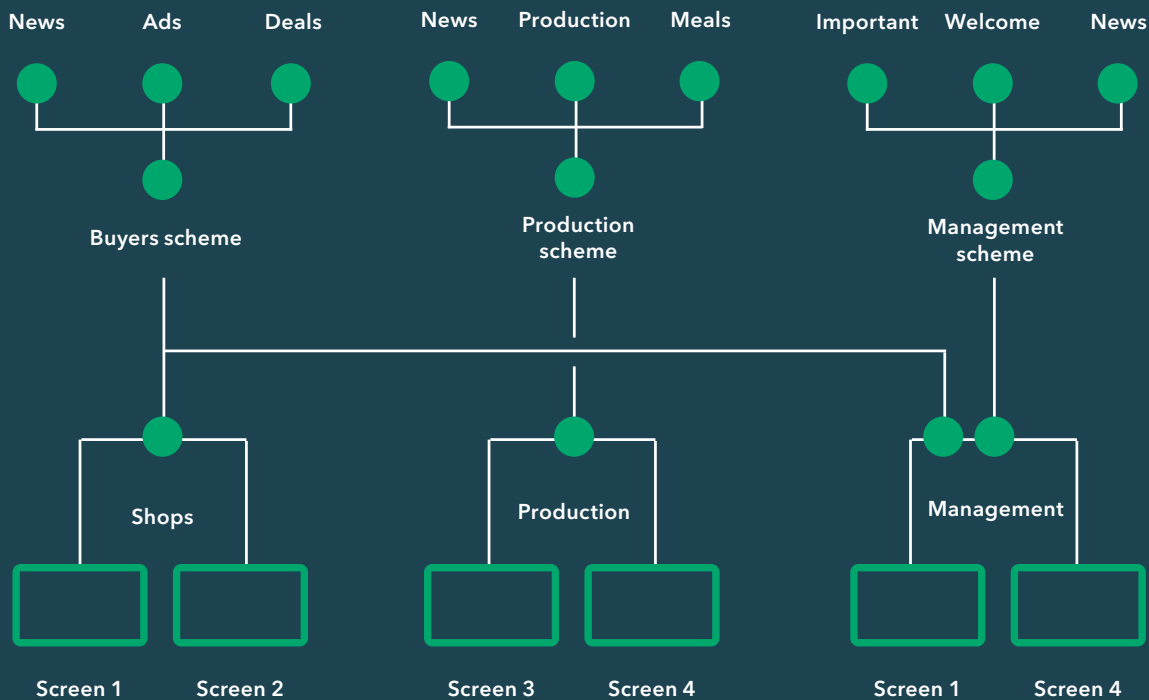 News Ads Deals News Production Meals Important Welcome News
Buyers scheme
Production
scheme
Management
scheme
Shops
Production
Management
Screen 1 Screen 2 Screen 3 Screen 4 Screen 1 Screen 4